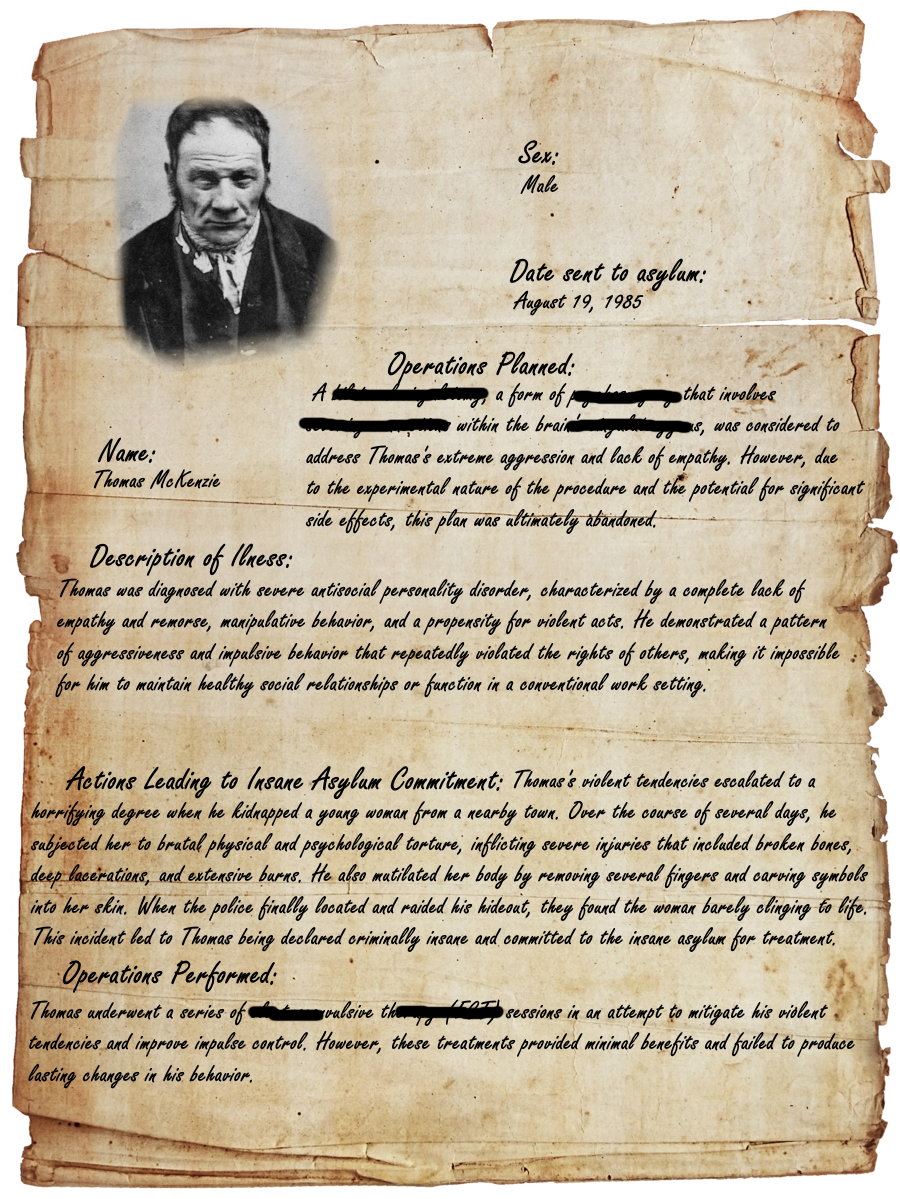 Sex:
Male
Date sent to asylum:
August 19, 1985
Operations Planned:
A a form of that involves
within the brain s, was considered to
address Thomas's extreme aggression and lack of empathy. However, due
to the experimental nature of the procedure and the potential for significant
side effects, this plan was ultimately abandoned.
Name:
Thomas McKenzie
Description of Ilness:
Thomas was diagnosed with severe antisocial personality disorder, characterized by a complete lack of
empathy and remorse, manipulative behavior, and a propensity for violent acts. He demonstrated a pattern
of aggressiveness and impulsive behavior that repeatedly violated the rights of others, making it impossible
for him to maintain healthy social relationships or function in a conventional work setting.
Actions Leading to Insane Asylum Commitment: Thomas's violent tendencies escalated to a
horrifying degree when he kidnapped a young woman from a nearby town. Over the course of several days, he
subjected her to brutal physical and psychological torture, inflicting severe injuries that included broken bones,
deep lacerations, and extensive burns. He also mutilated her body by removing several fingers and carving symbols
into her skin. When the police finally located and raided his hideout, they found the woman barely clinging to life.
This incident led to Thomas being declared criminally insane and committed to the insane asylum for treatment.
Operations Performed:
Thomas underwent a series of sessions in an attempt to mitigate his violent
tendencies and improve impulse control. However, these treatments provided minimal benefits and failed to produce
lasting changes in his behavior.